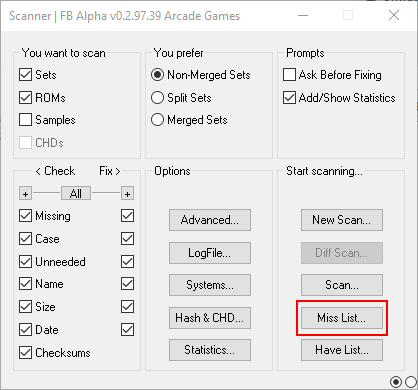 Scanner | FB Alpha v0.2.97.39 Arcade Games
You want to scan
Sets
ROMs
Samples
CHDs
You prefer
Non-Merged Sets
Split Sets
Merged Sets
Prompts
Ask Before Fixing
Add/Show Statistics
< Check Fix >
+ All +
Missing
Case
Unneeded
Name
Size
Date
Checksums
Options
Advanced...
LogFile...
Systems...
Hash & CHD...
Statistics...
Start scanning...
New Scan...
Diff Scan...
Scan...
Miss List...
Have List...